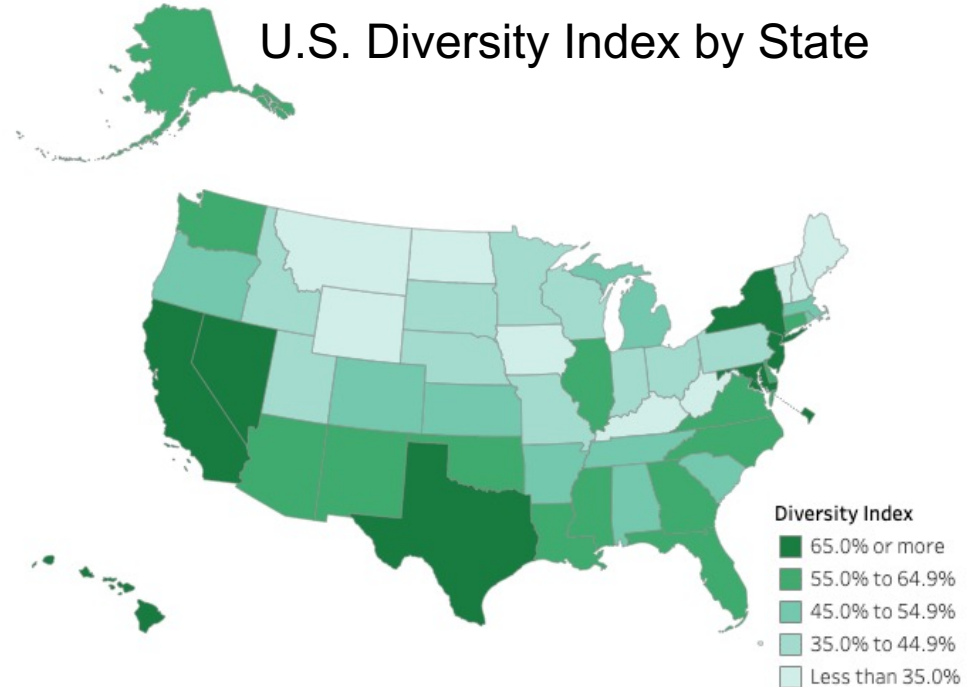 U.S. Diversity Index by State
Diversity Index
65.0% or more
55.0% to 64.9%
45.0% to 54.9%
35.0% to 44.9%
Less than 35.0%